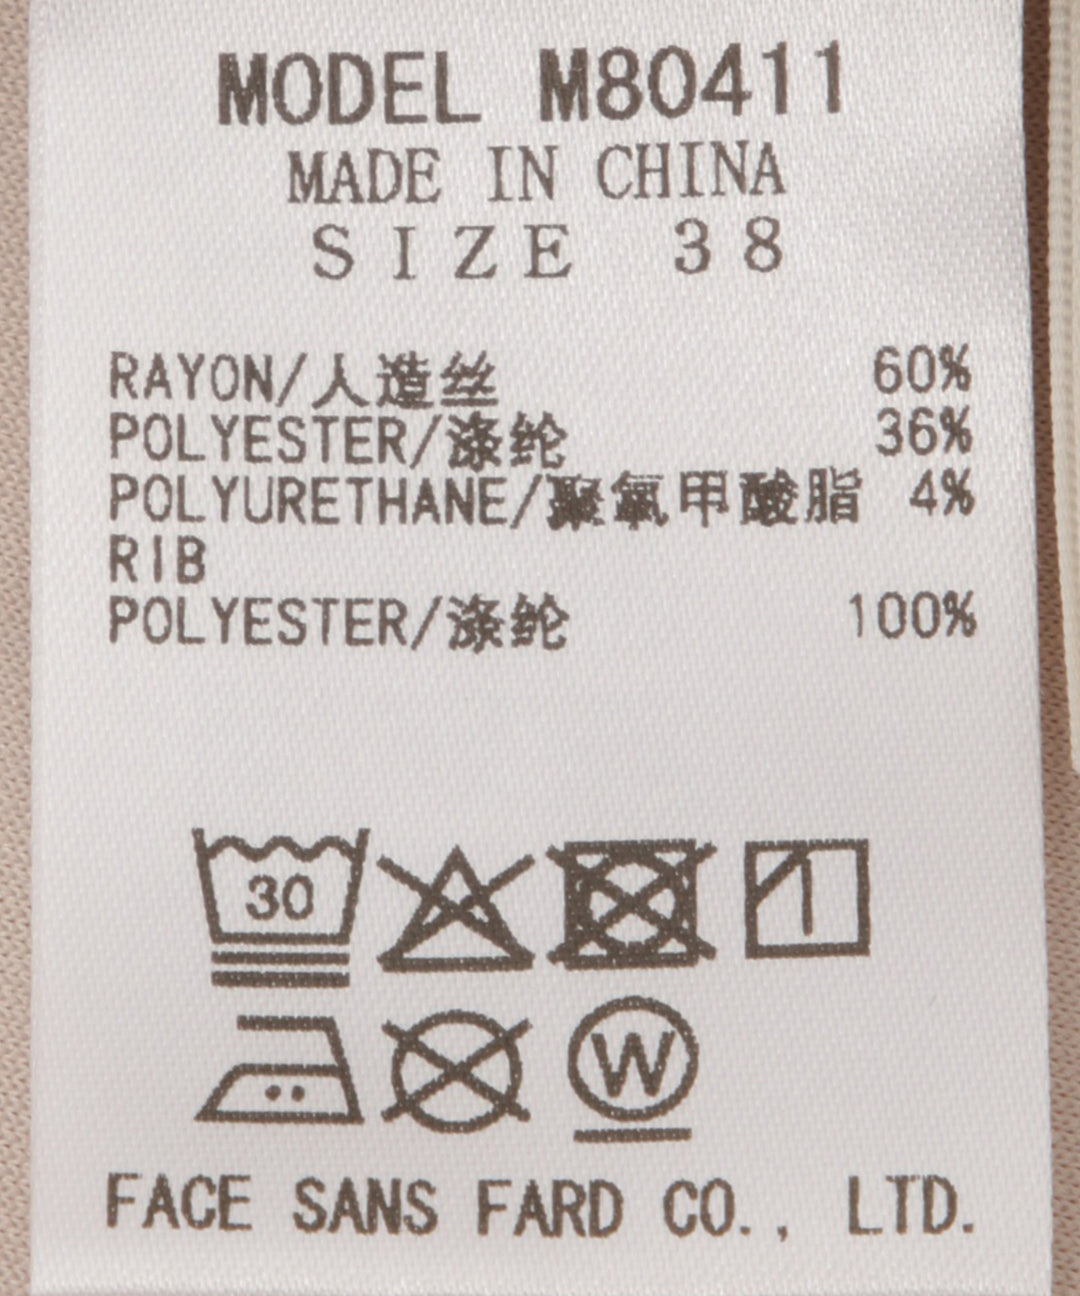 MODEL M80411
MADE IN CHINA
SIZE 38
RAYON/人造丝 60%
POLYESTER/涤纶 36%
POLYURETHANE/聚氨甲酸脂 4%
RIB
POLYESTER/涤纶 100%
30
W
FACE SANS FARD CO., LTD.